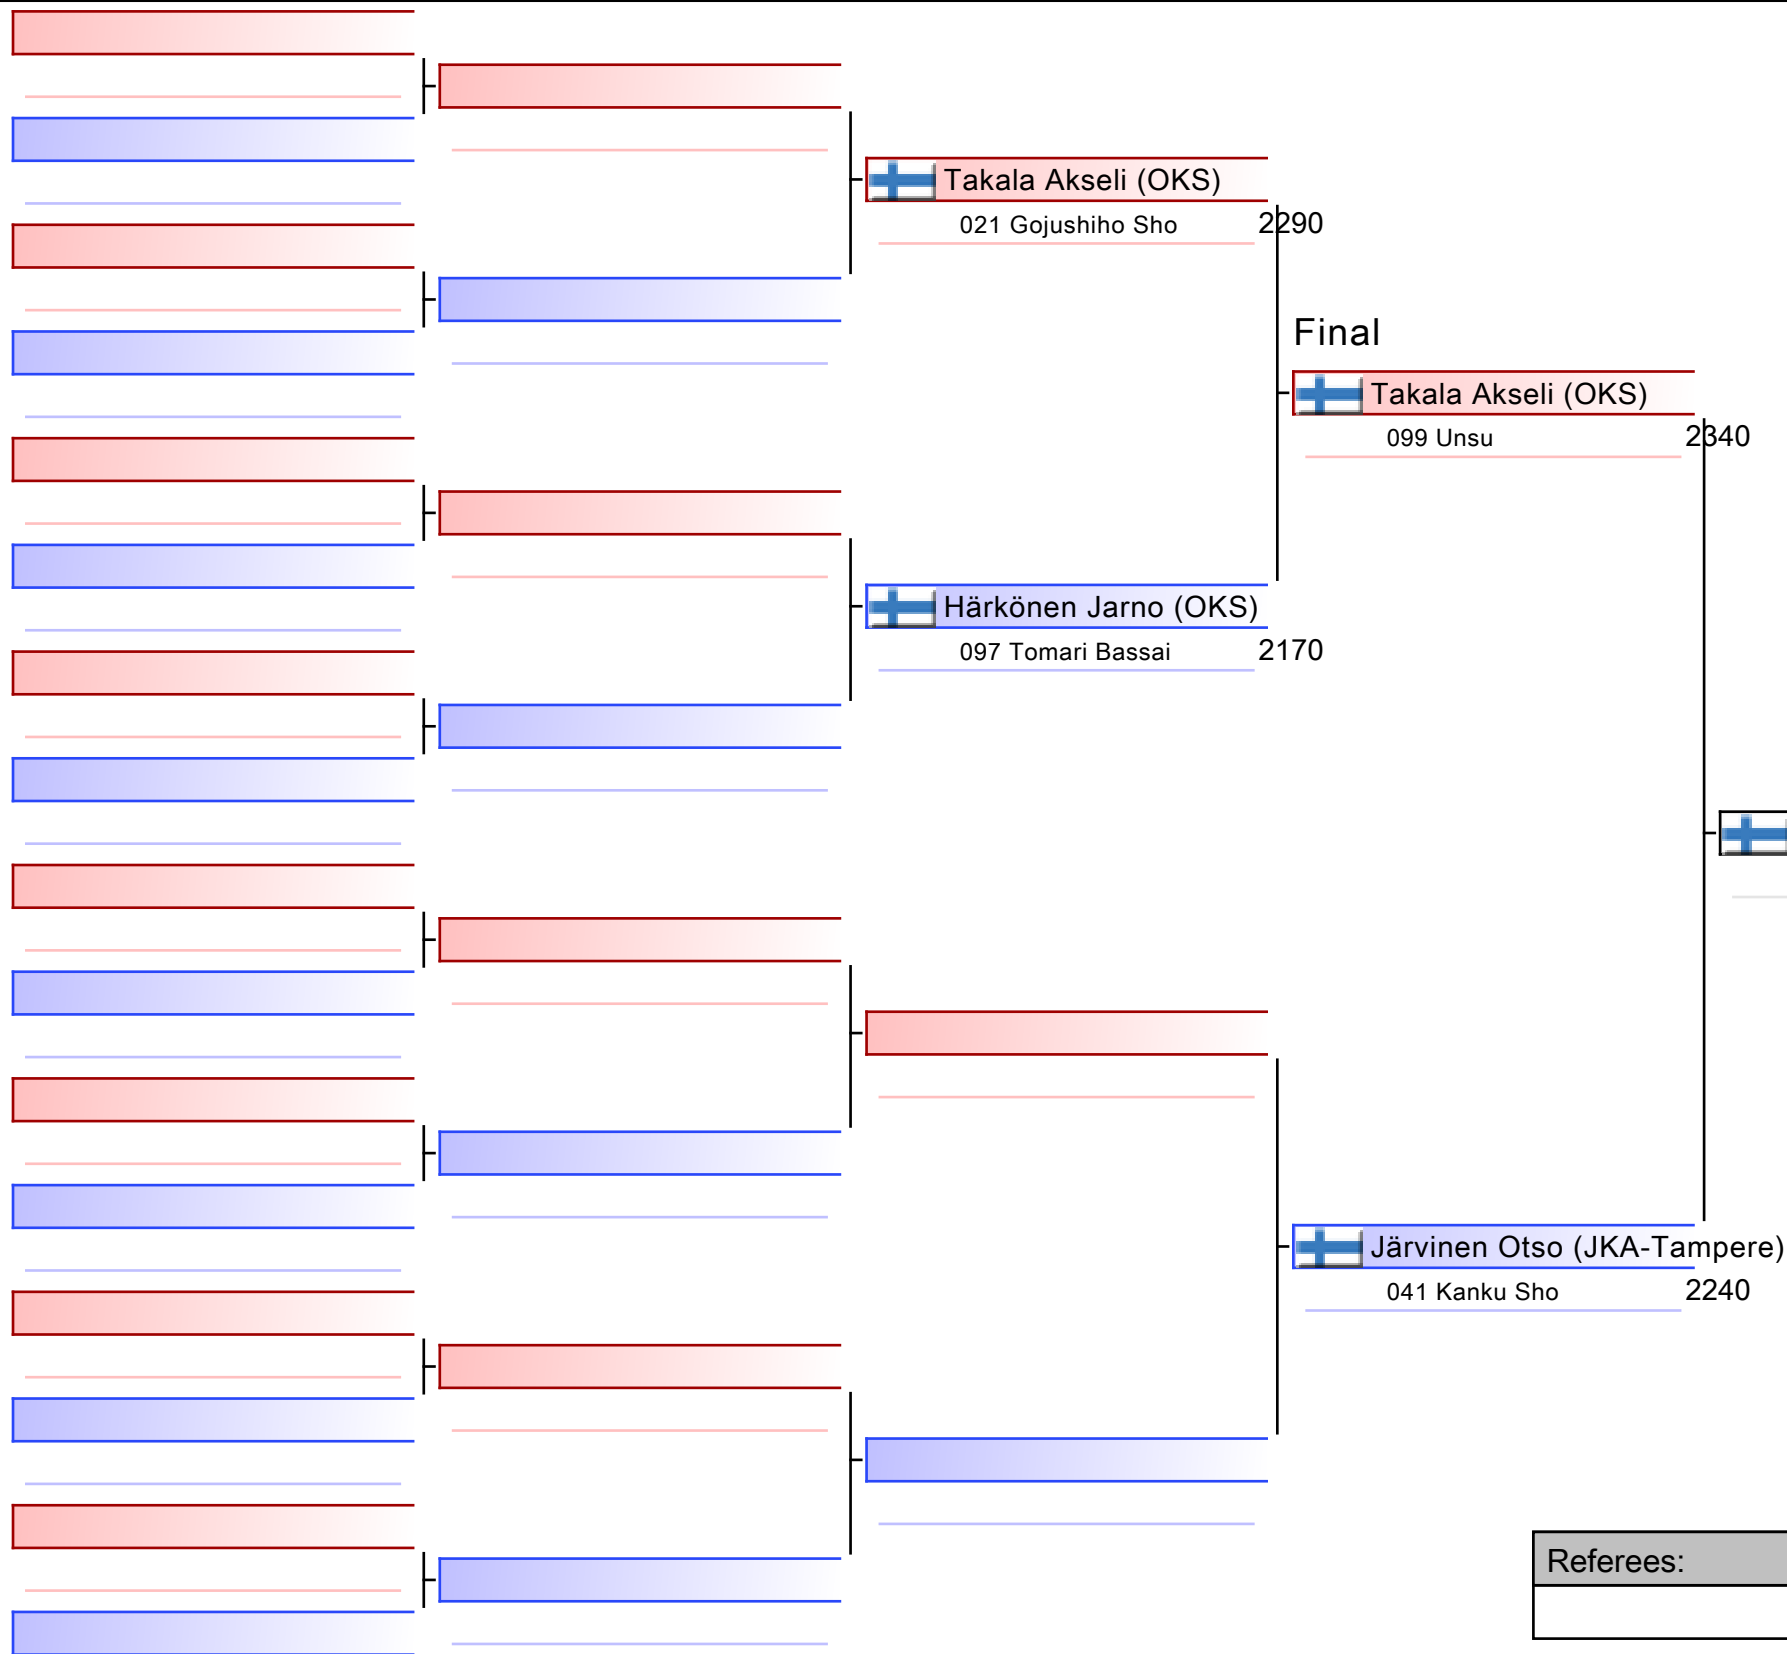 Takala Akseli (OKS)
021 Gojushiho Sho 2290
Final
Takala Akseli (OKS)
099 Unsu 2340
Härkönen Jarno (OKS)
097 Tomari Bassai 2170
Järvinen Otso (JKA-Tampere)
041 Kanku Sho 2240
Referees: